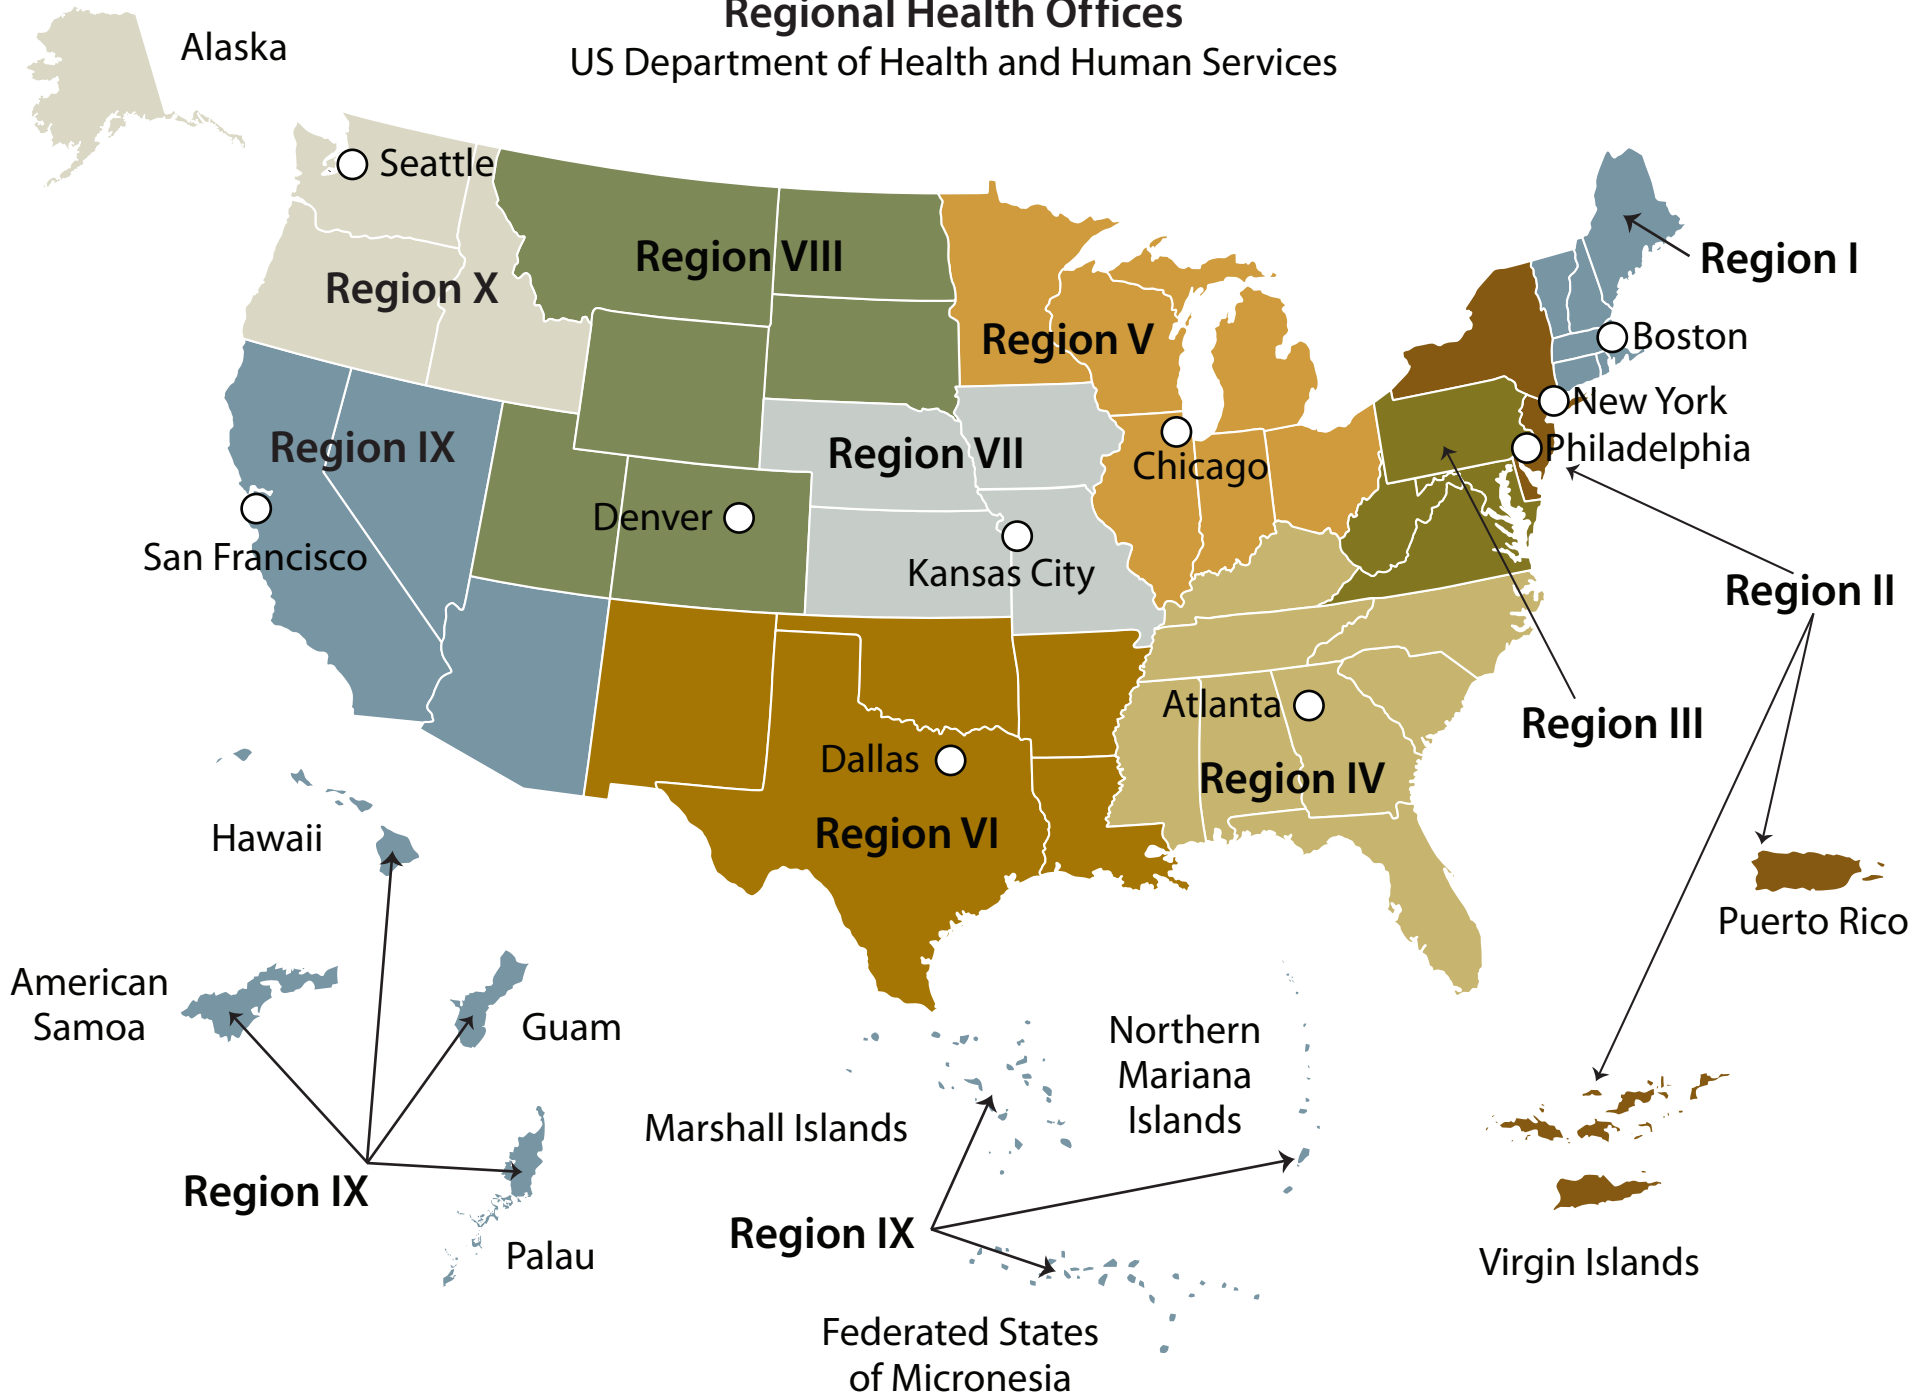 Regional Health Offices
US Department of Health and Human Services
Alaska
Seattle
Region X
Region VIII
Region V
Region I
Boston
New York
Philadelphia
Region IX
Region VII
Chicago
Denver
Kansas City
San Francisco
Region II
Atlanta
Region III
Dallas
Region IV
Region VI
Hawaii
Puerto Rico
American
Samoa
Guam
Northern
Mariana
Islands
Marshall Islands
Region IX
Region IX
Palau
Virgin Islands
Federated States
of Micronesia